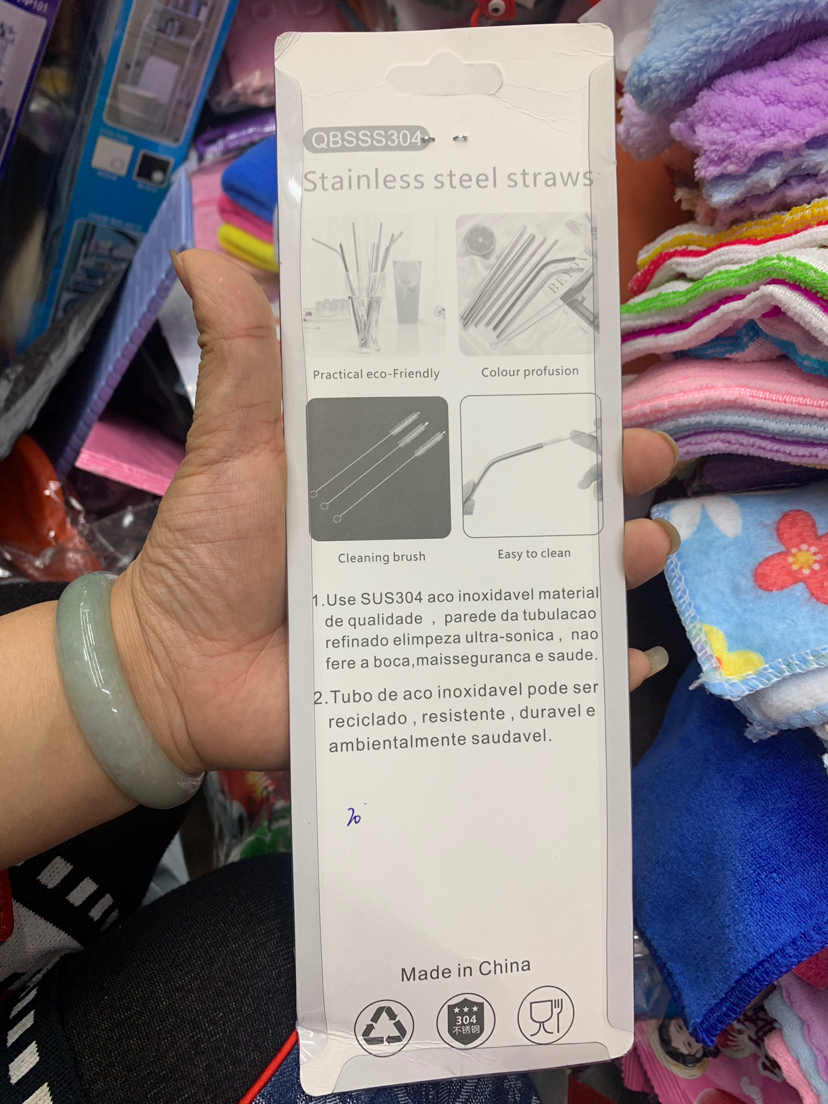 QBSSS304
Stainless steel straws
BEKVÄ
Practical eco-Friendly
Colour profusion
Cleaning brush
Easy to clean
1.Use SUS304 aco inoxidavel material
de qualidade , parede da tubulacao
refinado elimpeza ultra-sonica , nao
fere a boca,maisseguranca e saude.
2.Tubo de aco inoxidavel pode ser
reciclado , resistente , duravel e
ambientalmente saudavel.
20
Made in China
304
不锈钢